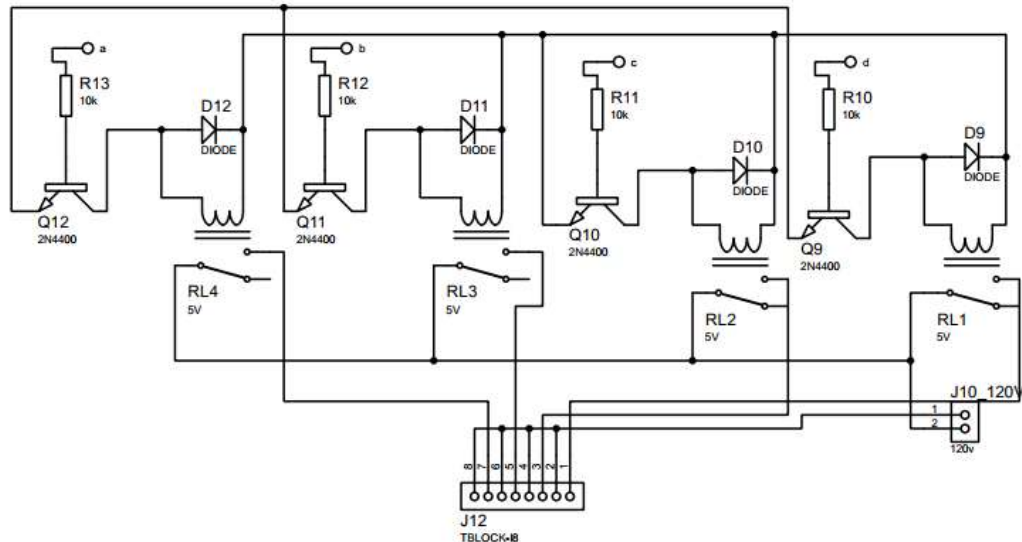 a
R13
10k
D12
DIODE
Q12
2N4400
RL4
5V
b
R12
10k
D11
DIODE
Q11
2N4400
RL3
5V
c
R11
10k
D10
DIODE
Q10
2N4400
RL2
5V
d
R10
10k
D9
DIODE
Q9
2N4400
RL1
5V
J10_120V
1
2
120v
8 7 6 5 4 3 2 1
J12
TBLOCK-I8